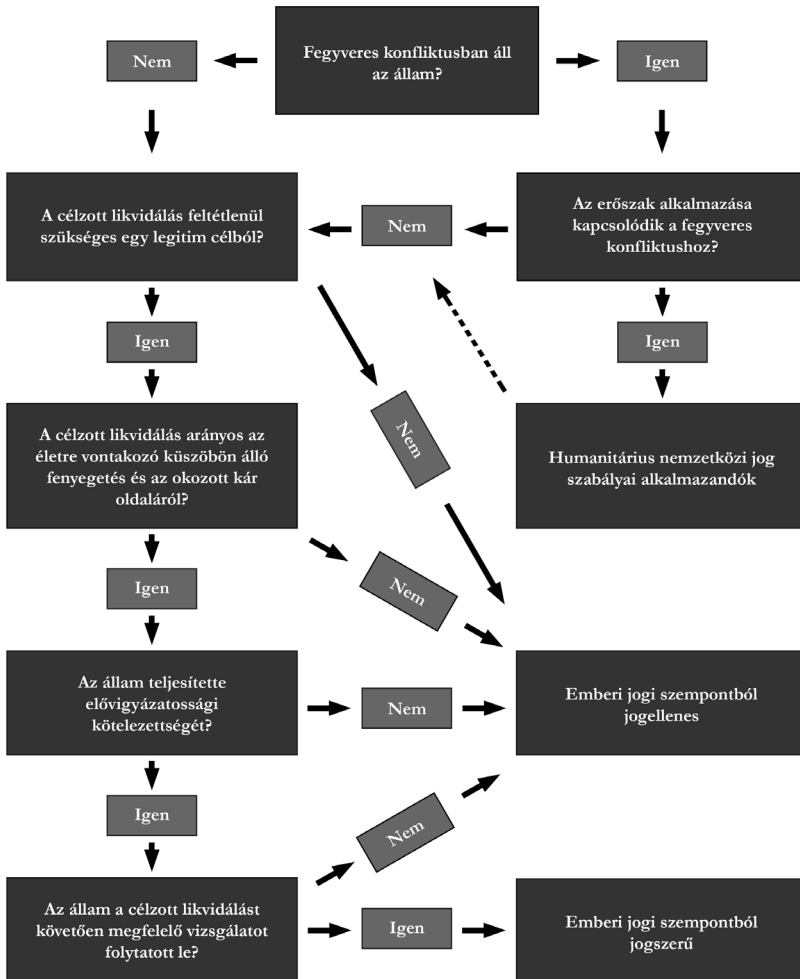 Fegyveres konfliktusban áll
az állam?
Nem
Igen
A célzott likvidálás feltétlenül
szükséges egy legitim célból?
Nem
Az erőszak alkalmazása
kapcsolódik a fegyveres
konfliktushoz?
Igen
Igen
A célzott likvidálás arányos az
életre vontakozó küszöbön álló
fenyegetés és az okozott kár
oldaláról?
Nem
Humanitárius nemzetközi jog
szabályai alkalmazandók
Igen
Nem
Az állam teljesítette
elővigyázatossági
kötelezettségét?
Nem
Emberi jogi szempontból
jogellenes
Igen
Nem
Az állam a célzott likvidálást
követően megfelelő vizsgálatot
folytatott le?
Igen
Emberi jogi szempontból
jogszerű